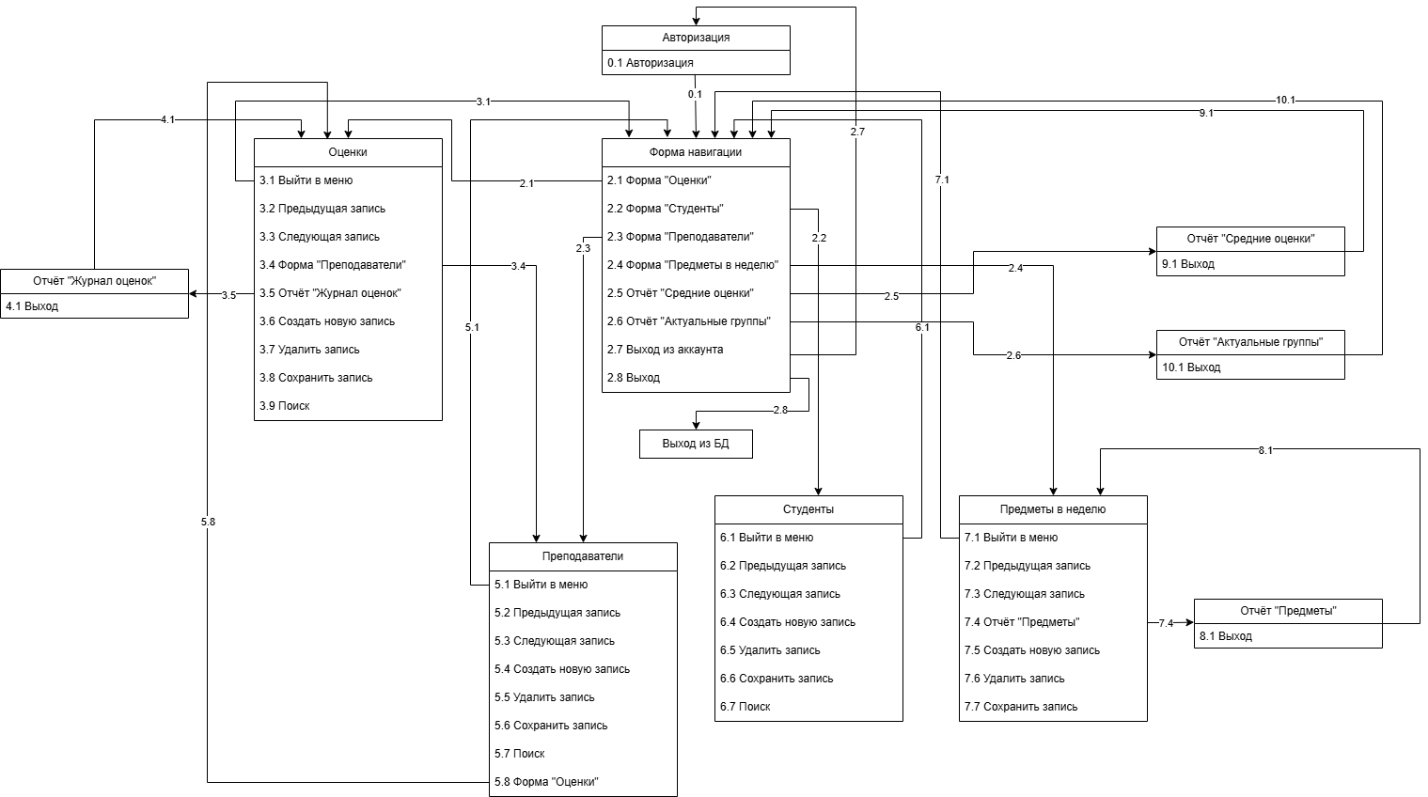 Авторизация
0.1 Авторизация
0.1
3.1
10.1
9.1
4.1
2.7
Оценки
3.1 Выйти в меню
3.2 Предыдущая запись
3.3 Следующая запись
3.4 Форма "Преподаватели"
3.5 Отчёт "Журнал оценок"
3.6 Создать новую запись
3.7 Удалить запись
3.8 Сохранить запись
3.9 Поиск
Форма навигации
2.1 Форма "Оценки"
2.2 Форма "Студенты"
2.3 Форма "Преподаватели"
2.4 Форма "Предметы в неделю"
2.5 Отчёт "Средние оценки"
2.6 Отчёт "Актуальные группы"
2.7 Выход из аккаунта
2.8 Выход
2.1
7.1
2.2
2.3
3.4
2.4
3.5
2.5
5.1
6.1
2.6
2.8
Отчёт "Журнал оценок"
4.1 Выход
Отчёт "Средние оценки"
9.1 Выход
Отчёт "Актуальные группы"
10.1 Выход
Выход из БД
8.1
5.8
Студенты
6.1 Выйти в меню
6.2 Предыдущая запись
6.3 Следующая запись
6.4 Создать новую запись
6.5 Удалить запись
6.6 Сохранить запись
6.7 Поиск
Предметы в неделю
7.1 Выйти в меню
7.2 Предыдущая запись
7.3 Следующая запись
7.4 Отчёт "Предметы"
7.5 Создать новую запись
7.6 Удалить запись
7.7 Сохранить запись
7.4
Отчёт "Предметы"
8.1 Выход
Преподаватели
5.1 Выйти в меню
5.2 Предыдущая запись
5.3 Следующая запись
5.4 Создать новую запись
5.5 Удалить запись
5.6 Сохранить запись
5.7 Поиск
5.8 Форма "Оценки"